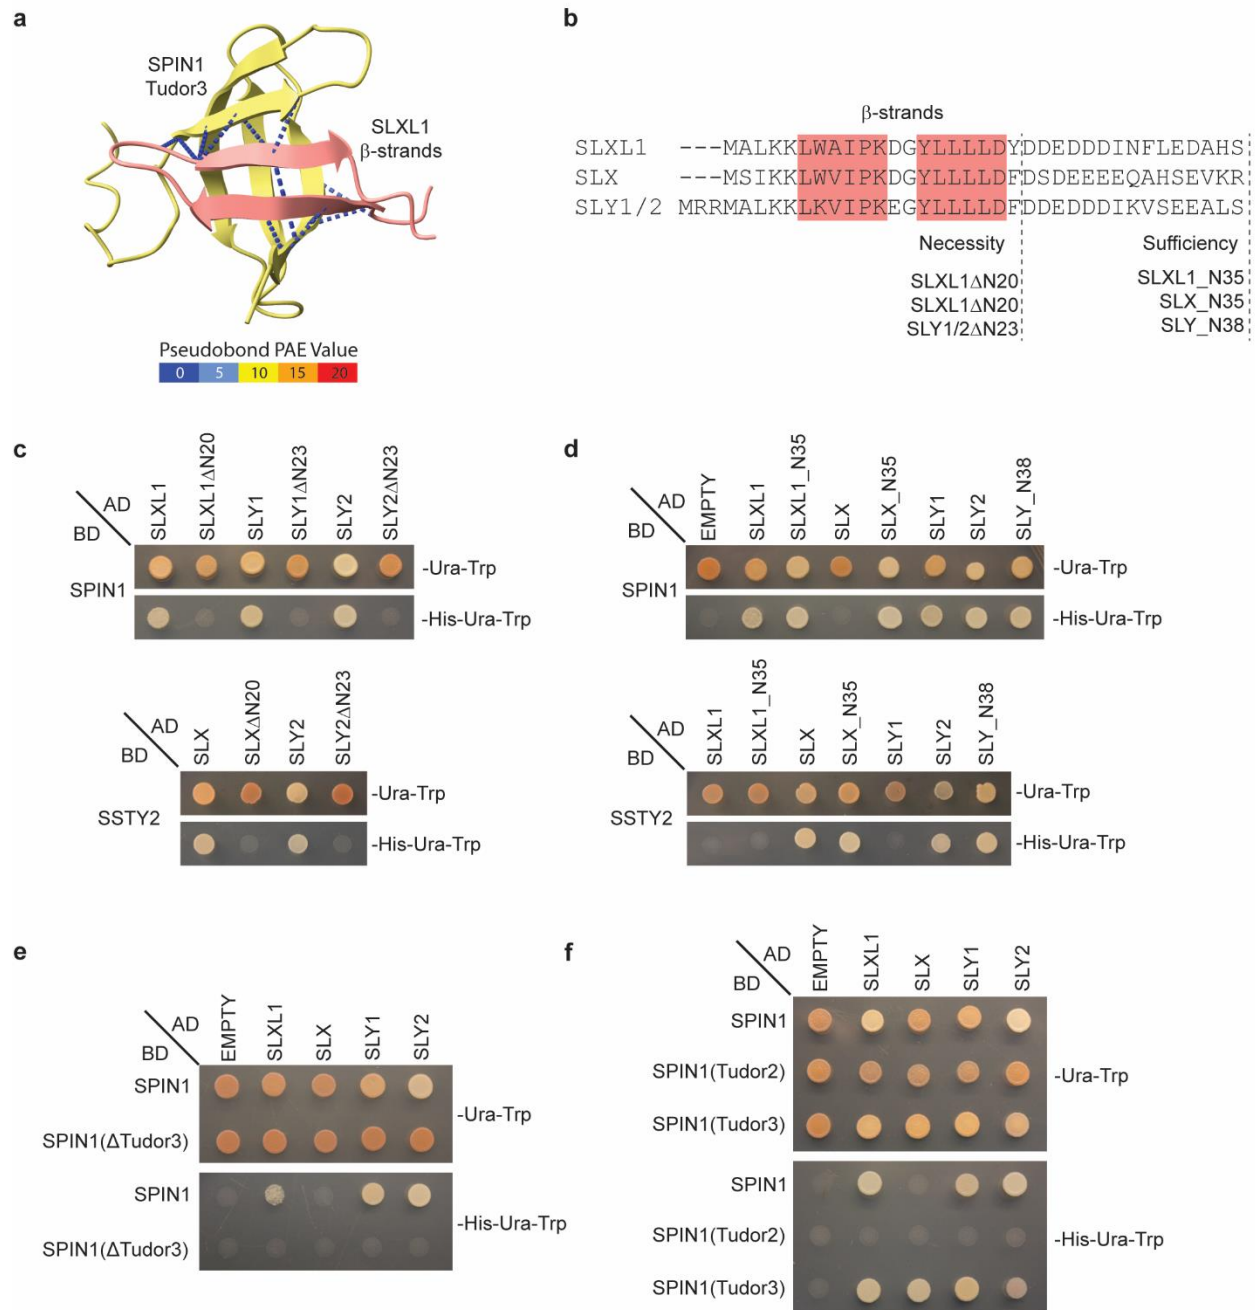 a
SPIN1
Tudor3
SLXL1
β-strands
Pseudobond PAE Value
0 5 10 15 20
b
β-strands
SLXL1 ---MALKKLWAIPKDGYLLLLDYDDEDDDINFLEDAHS
SLX ---MSIKKLWVIPKDGYLLLLDFDSDEEEEQAHSEVKR
SLY1/2 MRRMALKKLKVIPKEGYLLLLDFDDEDDDIKVSEEALS
Necessity Sufficiency
SLXL1ΔN20 SLXL1_N35
SLXL1ΔN20 SLX_N35
SLY1/2ΔN23 SLY_N38
c
AD
BD
SLXL1 SLXL1ΔN20 SLY1 SLY1ΔN23 SLY2 SLY2ΔN23
SPIN1
-Ura-Trp
-His-Ura-Trp
AD
BD
SLX SLXΔN20 SLY2 SLY2ΔN23
SSTY2
-Ura-Trp
-His-Ura-Trp
d
AD
BD
EMPTY SLXL1 SLXL1_N35 SLX SLX_N35 SLY1 SLY2 SLY_N38
SPIN1
-Ura-Trp
-His-Ura-Trp
AD
BD
SLXL1 SLXL1_N35 SLX SLX_N35 SLY1 SLY2 SLY_N38
SSTY2
-Ura-Trp
-His-Ura-Trp
e
AD
BD
EMPTY SLXL1 SLX SLY1 SLY2
SPIN1
-Ura-Trp
SPIN1(ΔTudor3)
SPIN1
-His-Ura-Trp
SPIN1(ΔTudor3)
f
AD
BD
EMPTY SLXL1 SLX SLY1 SLY2
SPIN1
SPIN1(Tudor2) -Ura-Trp
SPIN1(Tudor3)
SPIN1
SPIN1(Tudor2) -His-Ura-Trp
SPIN1(Tudor3)